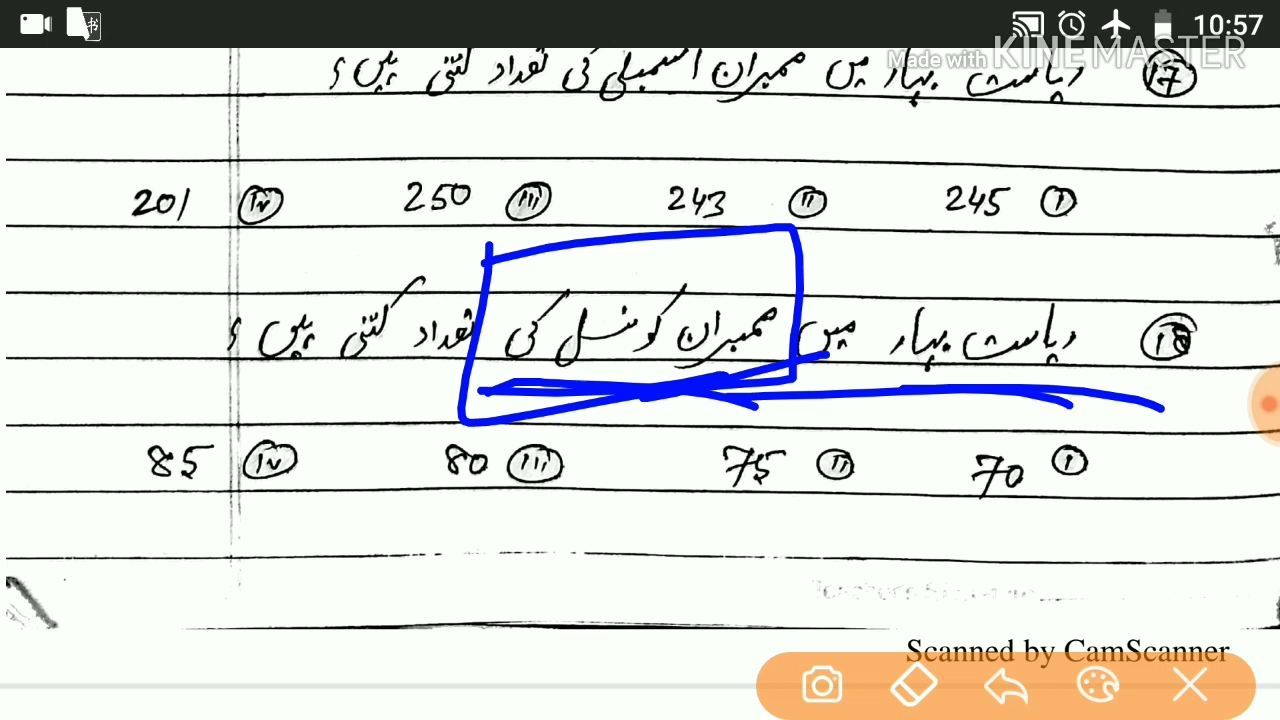 10:57
Made with KINEMASTER
⑰ ریاست بہار میں ممبران اسمبلی کی تعداد کتنی ہیں ؟
Ⓘ 245 ⓘⓘ 243 ⓘⓘⓘ 250 ⓘⓥ 201
⑱ ریاست بہار میں ممبران کونسل کی تعداد کتنی ہیں ؟
Ⓘ 70 ⓘⓘ 75 ⓘⓘⓘ 80 ⓘⓥ 85
Scanned by CamScanner